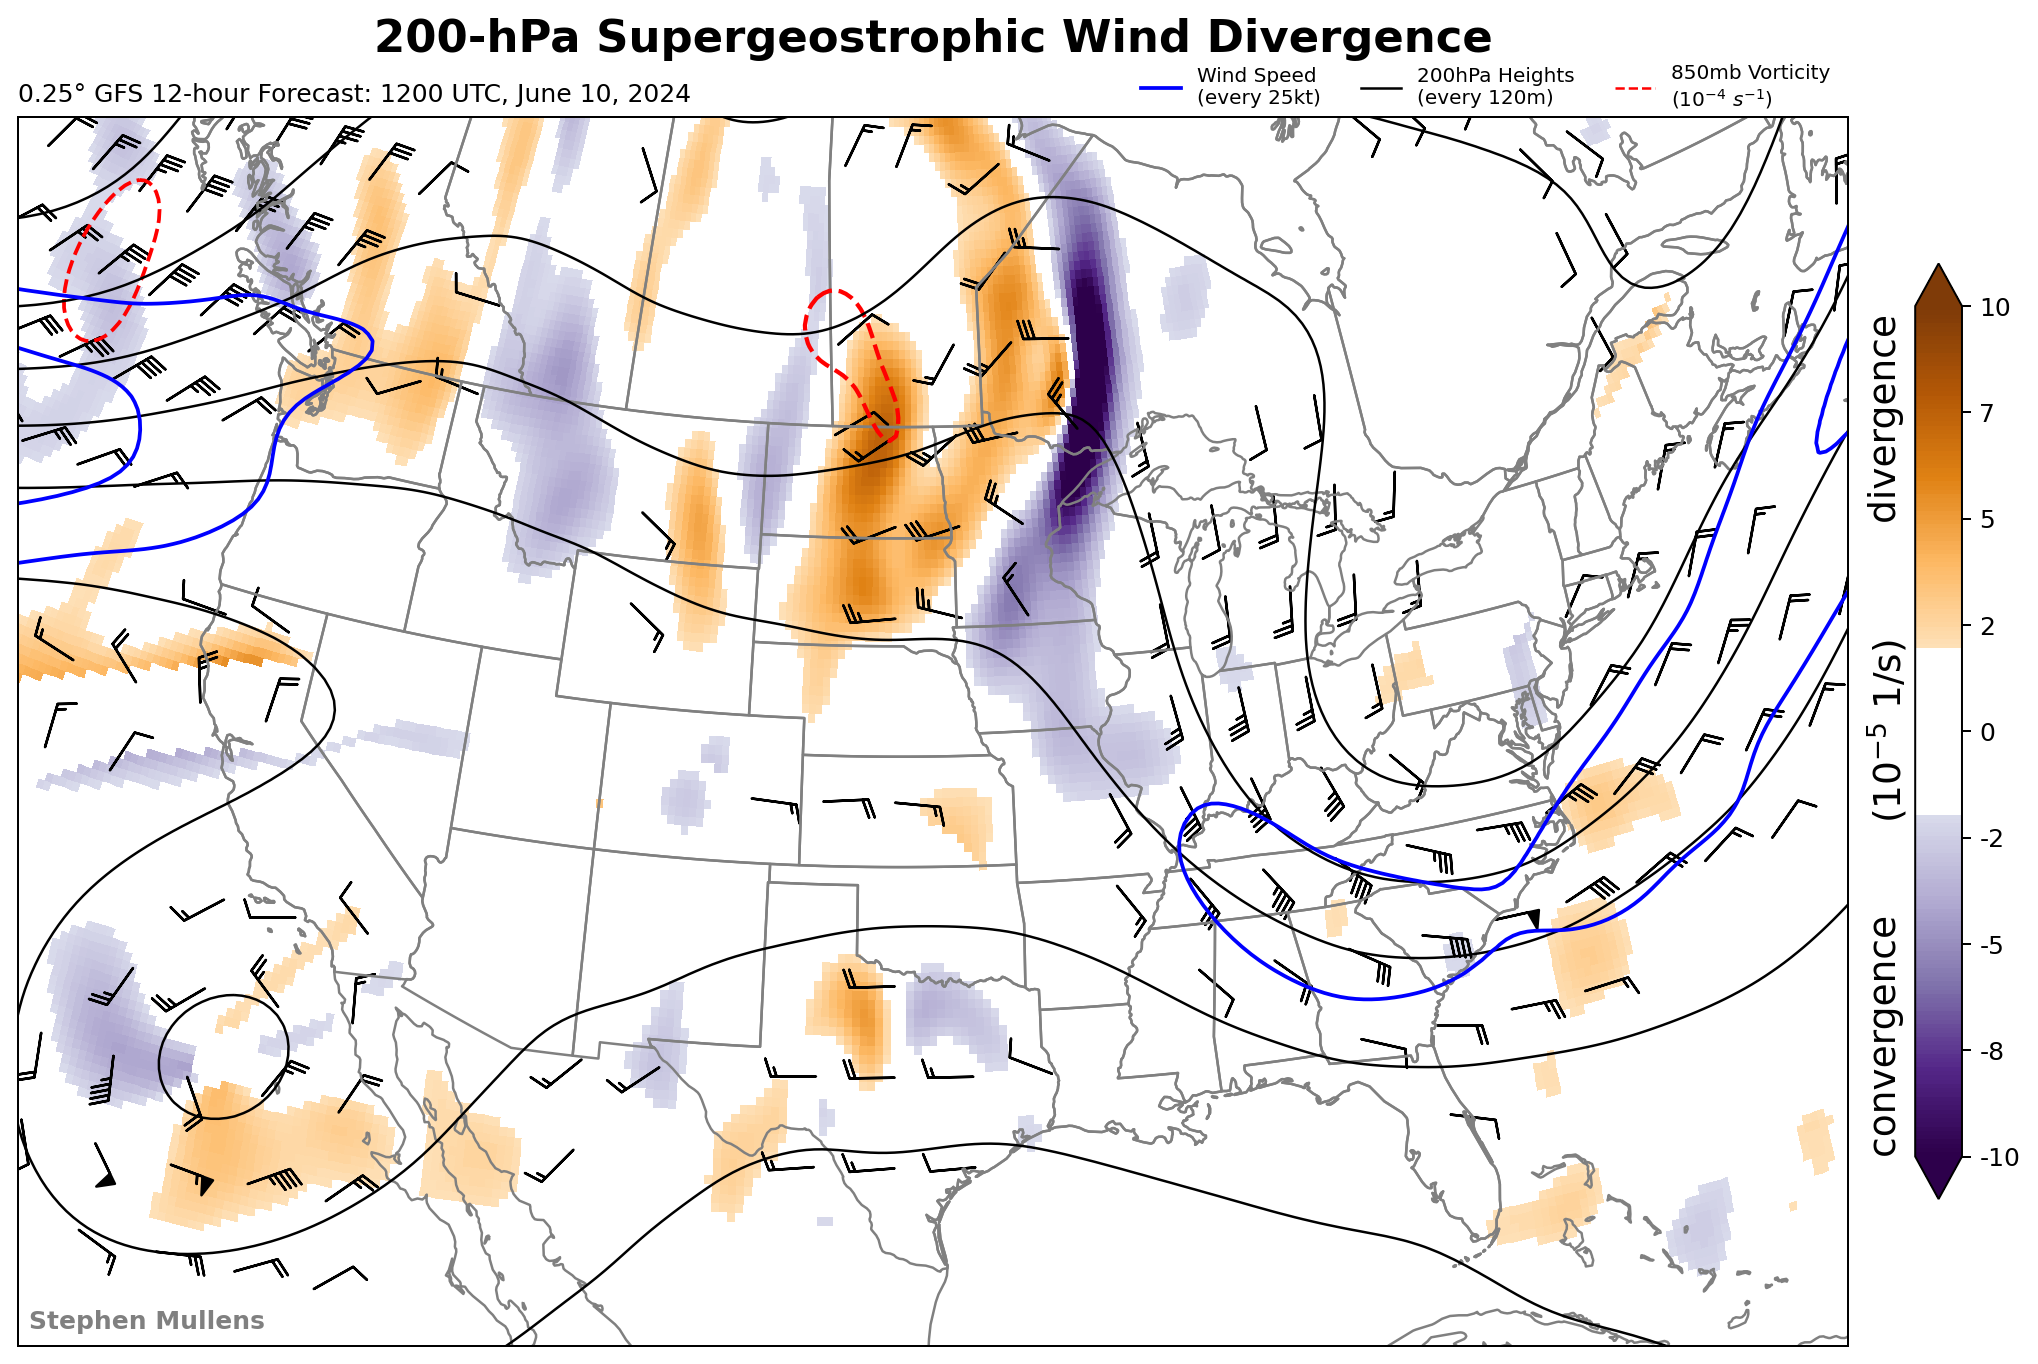 200-hPa Supergeostrophic Wind Divergence
0.25° GFS 12-hour Forecast: 1200 UTC, June 10, 2024
Wind Speed
(every 25kt)
200hPa Heights
(every 120m)
850mb Vorticity
(10⁻⁴ s⁻¹)
10
7
5
2
0
-2
-5
-8
-10
convergence (10⁻⁵ 1/s) divergence
Stephen Mullens